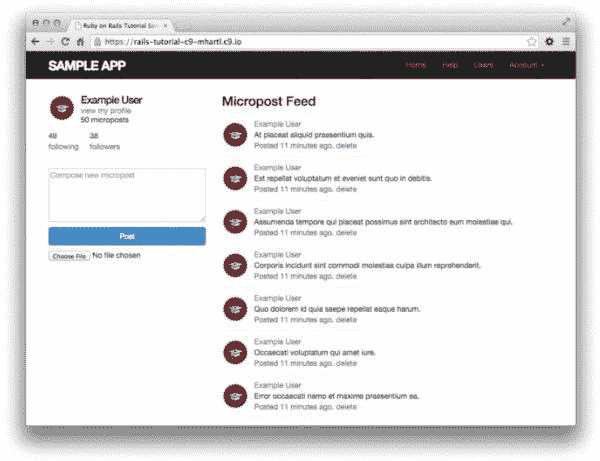 Ruby on Rails Tutorial Sam
https://rails-tutorial-c9-mhartl.c9.io
SAMPLE APP
Home Help Users Account
Example User
view my profile
50 microposts
49 38
following followers
Compose new micropost
Post
Choose File No file chosen
Micropost Feed
Example User
At placeat aliquid praesentium quis.
Posted 11 minutes ago. delete
Example User
Est repellat voluptatum et eveniet sunt quo in debitis.
Posted 11 minutes ago. delete
Example User
Assumenda tempore qui placeat possimus sint architecto eum molestiae qui.
Posted 11 minutes ago. delete
Example User
Corporis incidunt sint commodi molestias culpa illum reprehenderit.
Posted 11 minutes ago. delete
Example User
Quo dolorem id quia saepe repellat eaque harum.
Posted 11 minutes ago. delete
Example User
Occaecati voluptatum qui amet iure.
Posted 11 minutes ago. delete
Example User
Error occaecati nemo et maxime praesentium ea.
Posted 11 minutes ago. delete